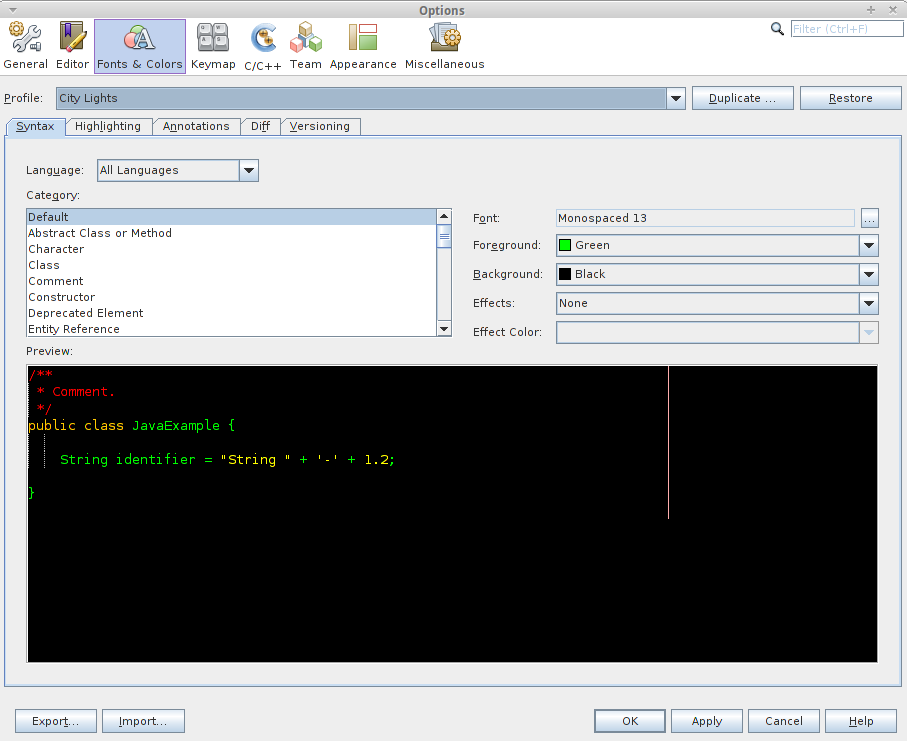 Options
General Editor Fonts & Colors Keymap C/C++ Team Appearance Miscellaneous
Filter (Ctrl+F)
Profile: City Lights Duplicate ... Restore
Syntax Highlighting Annotations Diff Versioning
Language: All Languages
Category:
Default
Abstract Class or Method
Character
Class
Comment
Constructor
Deprecated Element
Entity Reference
Font: Monospaced 13 ...
Foreground: Green
Background: Black
Effects: None
Effect Color:
Preview:
/**
 * Comment.
 */
public class JavaExample {
    String identifier = "String " + '-' + 1.2;
}
Export... Import... OK Apply Cancel Help